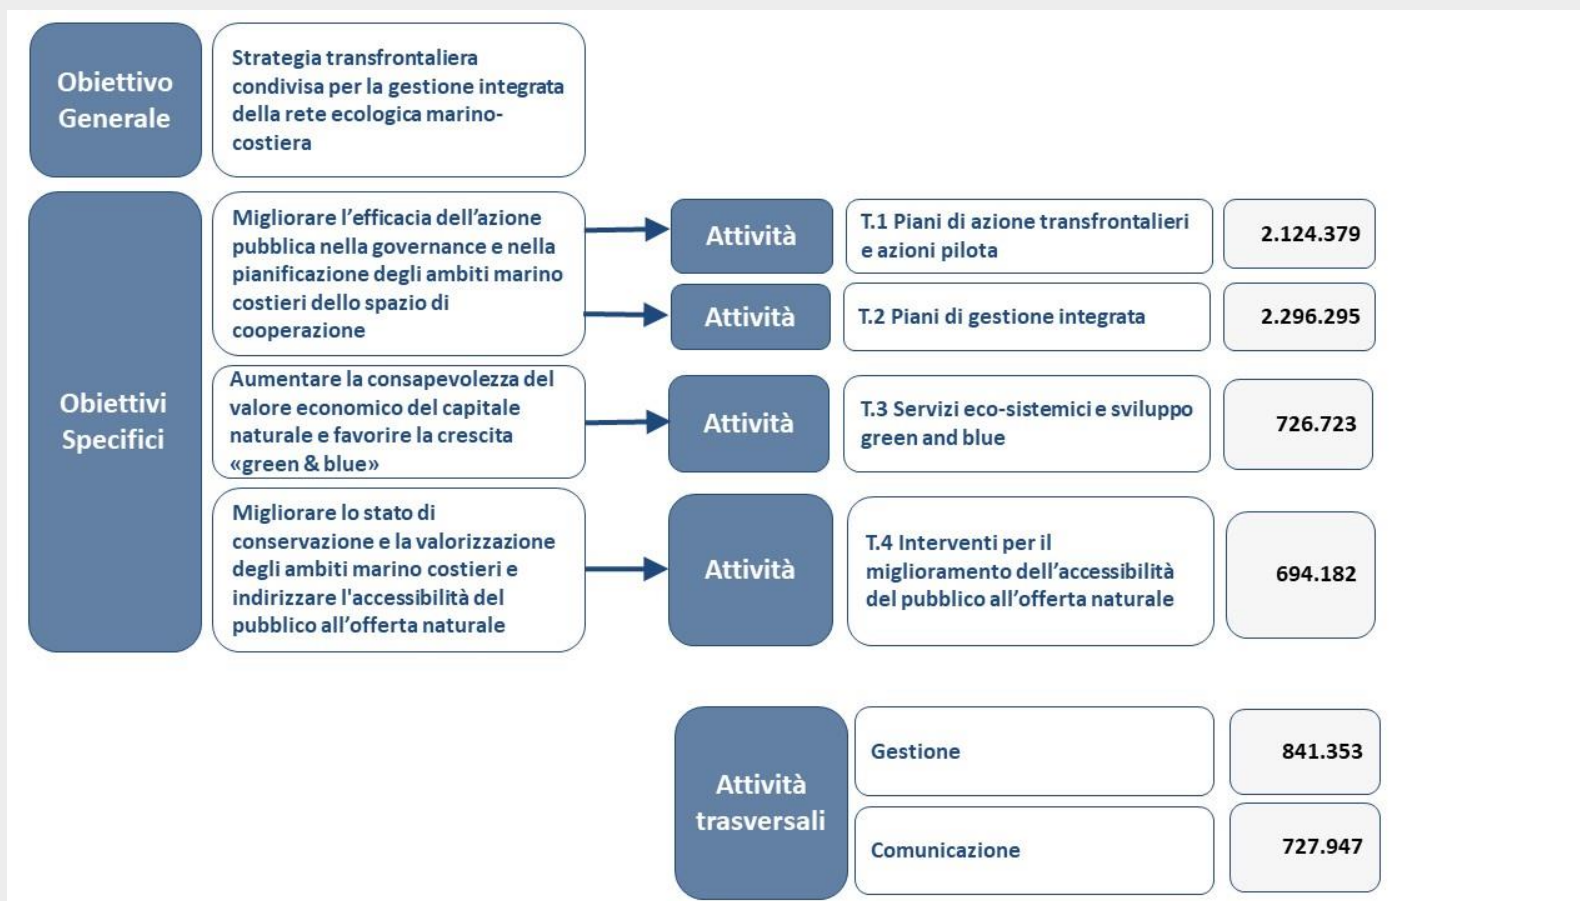 Obiettivo
Generale
Strategia transfrontaliera
condivisa per la gestione integrata
della rete ecologica marino-
costiera
Obiettivi
Specifici
Migliorare l'efficacia dell'azione
pubblica nella governance e nella
pianificazione degli ambiti marino
costieri dello spazio di
cooperazione
Attività
T.1 Piani di azione transfrontalieri
e azioni pilota
2.124.379
Attività
T.2 Piani di gestione integrata
2.296.295
Aumentare la consapevolezza del
valore economico del capitale
naturale e favorire la crescita
«green & blue»
Attività
T.3 Servizi eco-sistemici e sviluppo
green and blue
726.723
Migliorare lo stato di
conservazione e la valorizzazione
degli ambiti marino costieri e
indirizzare l'accessibilità del
pubblico all'offerta naturale
Attività
T.4 Interventi per il
miglioramento dell'accessibilità
del pubblico all'offerta naturale
694.182
Attività
trasversali
Gestione
841.353
Comunicazione
727.947